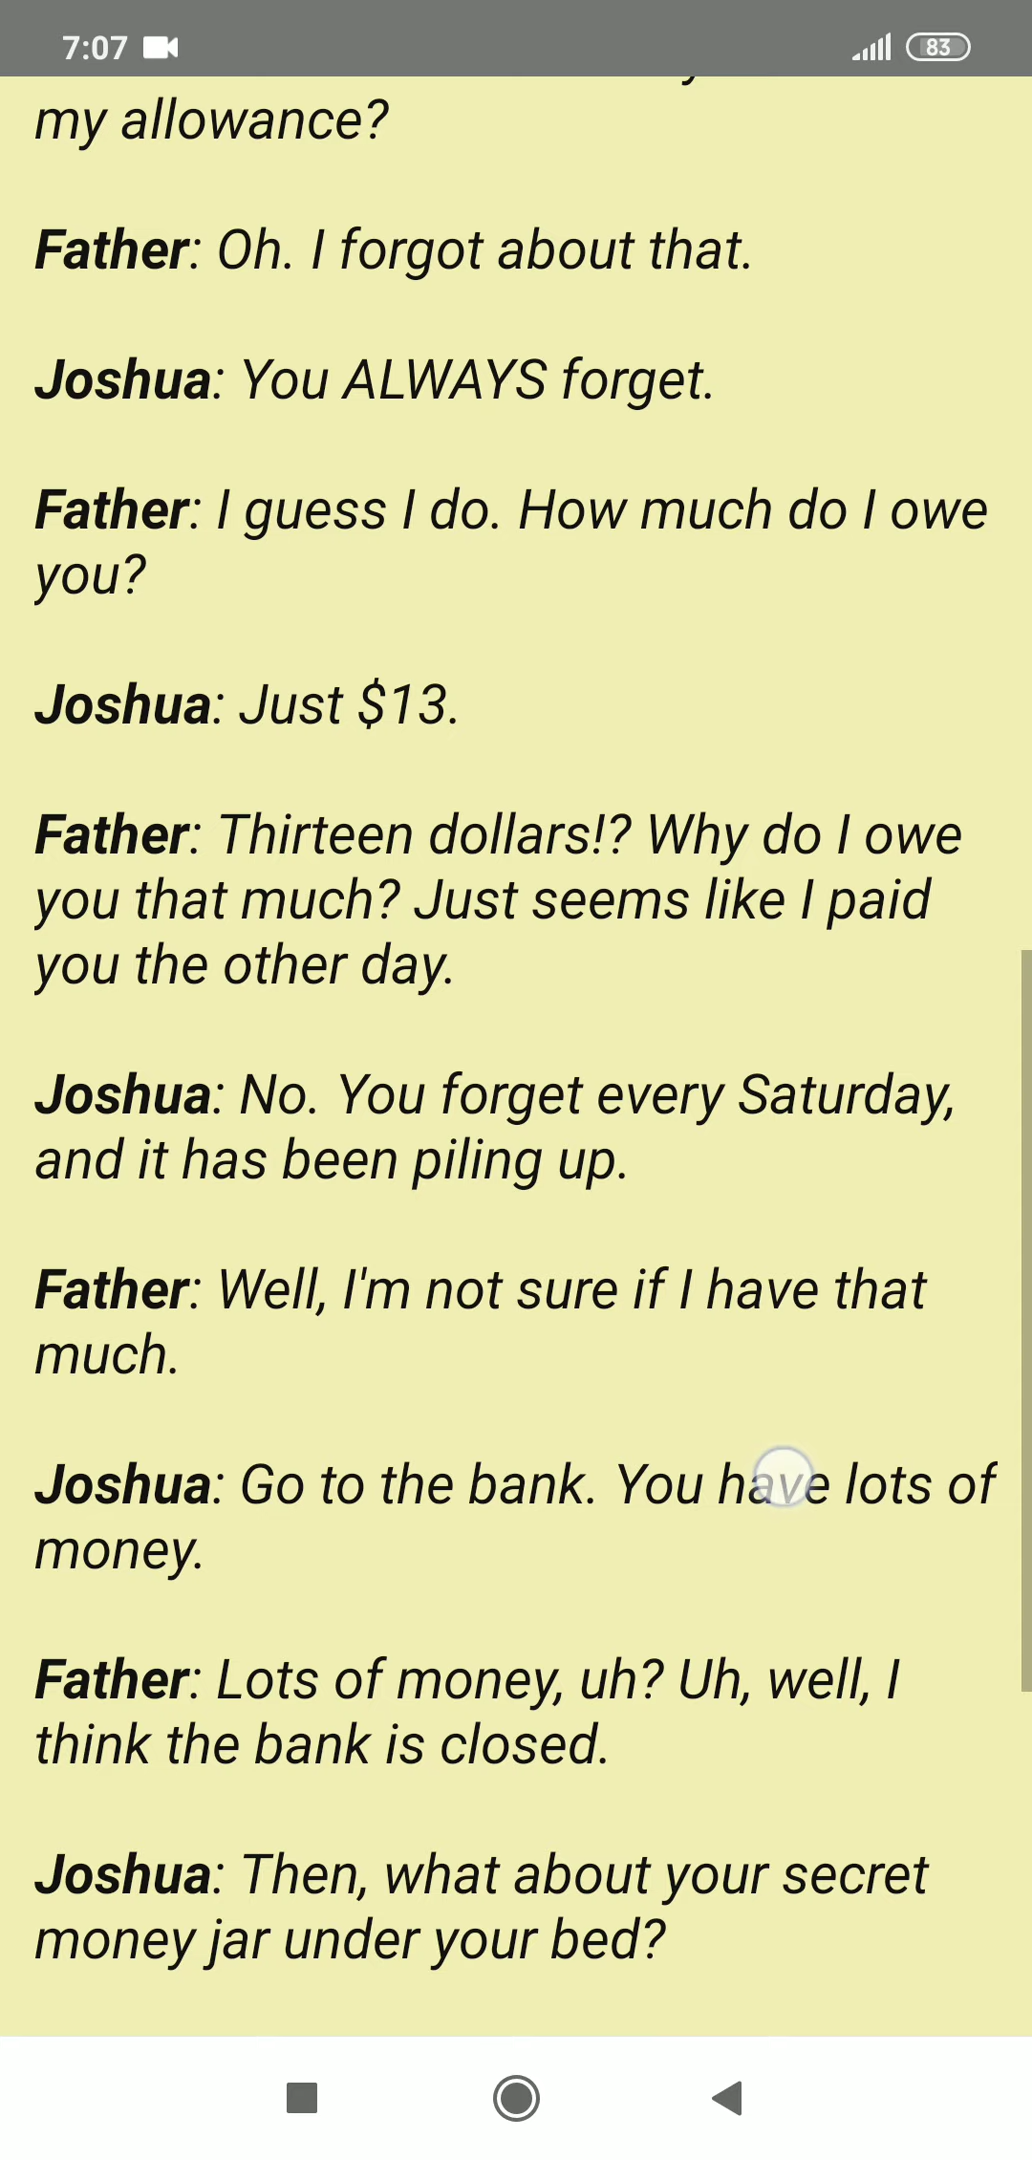 7:07
83
my allowance?
Father: Oh. I forgot about that.
Joshua: You ALWAYS forget.
Father: I guess I do. How much do I owe
you?
Joshua: Just $13.
Father: Thirteen dollars!? Why do I owe
you that much? Just seems like I paid
you the other day.
Joshua: No. You forget every Saturday,
and it has been piling up.
Father: Well, I'm not sure if I have that
much.
Joshua: Go to the bank. You have lots of
money.
Father: Lots of money, uh? Uh, well, I
think the bank is closed.
Joshua: Then, what about your secret
money jar under your bed?